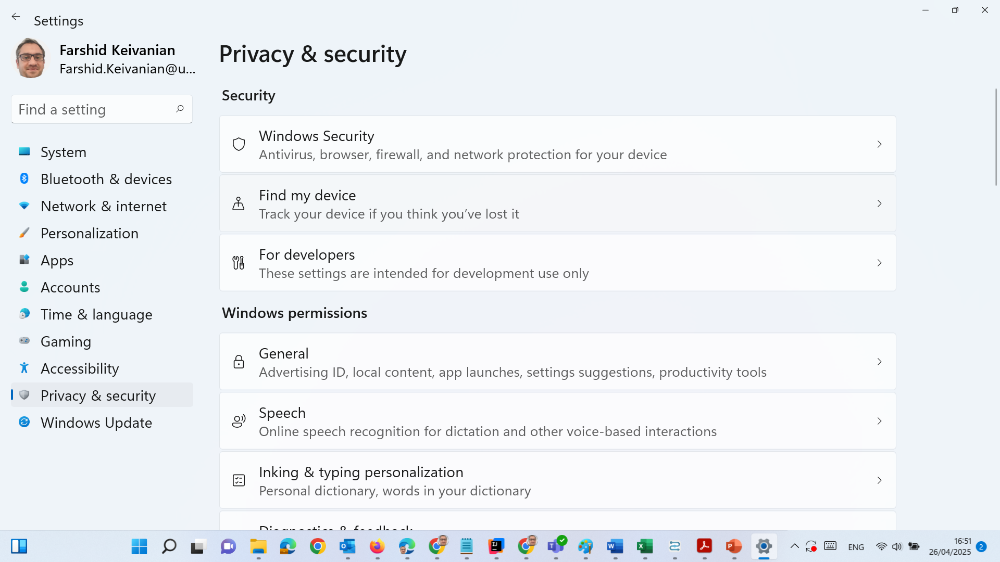 Settings
Farshid Keivanian
Farshid.Keivanian@u...
Find a setting
System
Bluetooth & devices
Network & internet
Personalization
Apps
Accounts
Time & language
Gaming
Accessibility
Privacy & security
Windows Update
Privacy & security
Security
Windows Security
Antivirus, browser, firewall, and network protection for your device
Find my device
Track your device if you think you’ve lost it
For developers
These settings are intended for development use only
Windows permissions
General
Advertising ID, local content, app launches, settings suggestions, productivity tools
Speech
Online speech recognition for dictation and other voice-based interactions
Inking & typing personalization
Personal dictionary, words in your dictionary
Diagnostics & feedback
ENG
16:51
26/04/2025
2